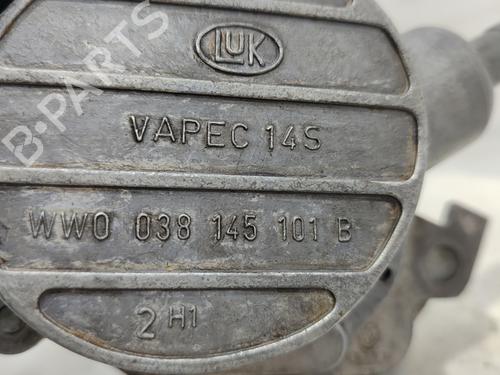 LUK
VAPEC 14S
WWO 038 145 101 B
2 H1
B-PARTS